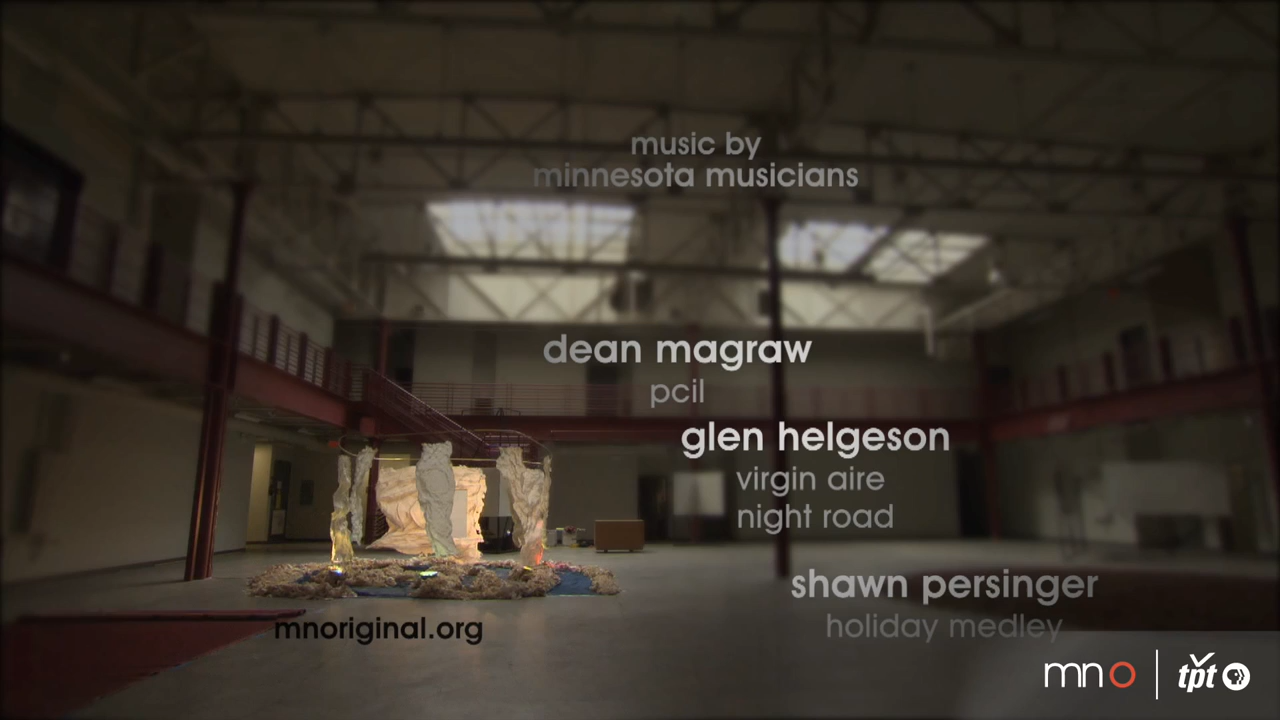 music by
minnesota musicians
dean magraw
pcil
glen helgeson
virgin aire
night road
shawn persinger
holiday medley
mnoriginal.org
mno
tpt